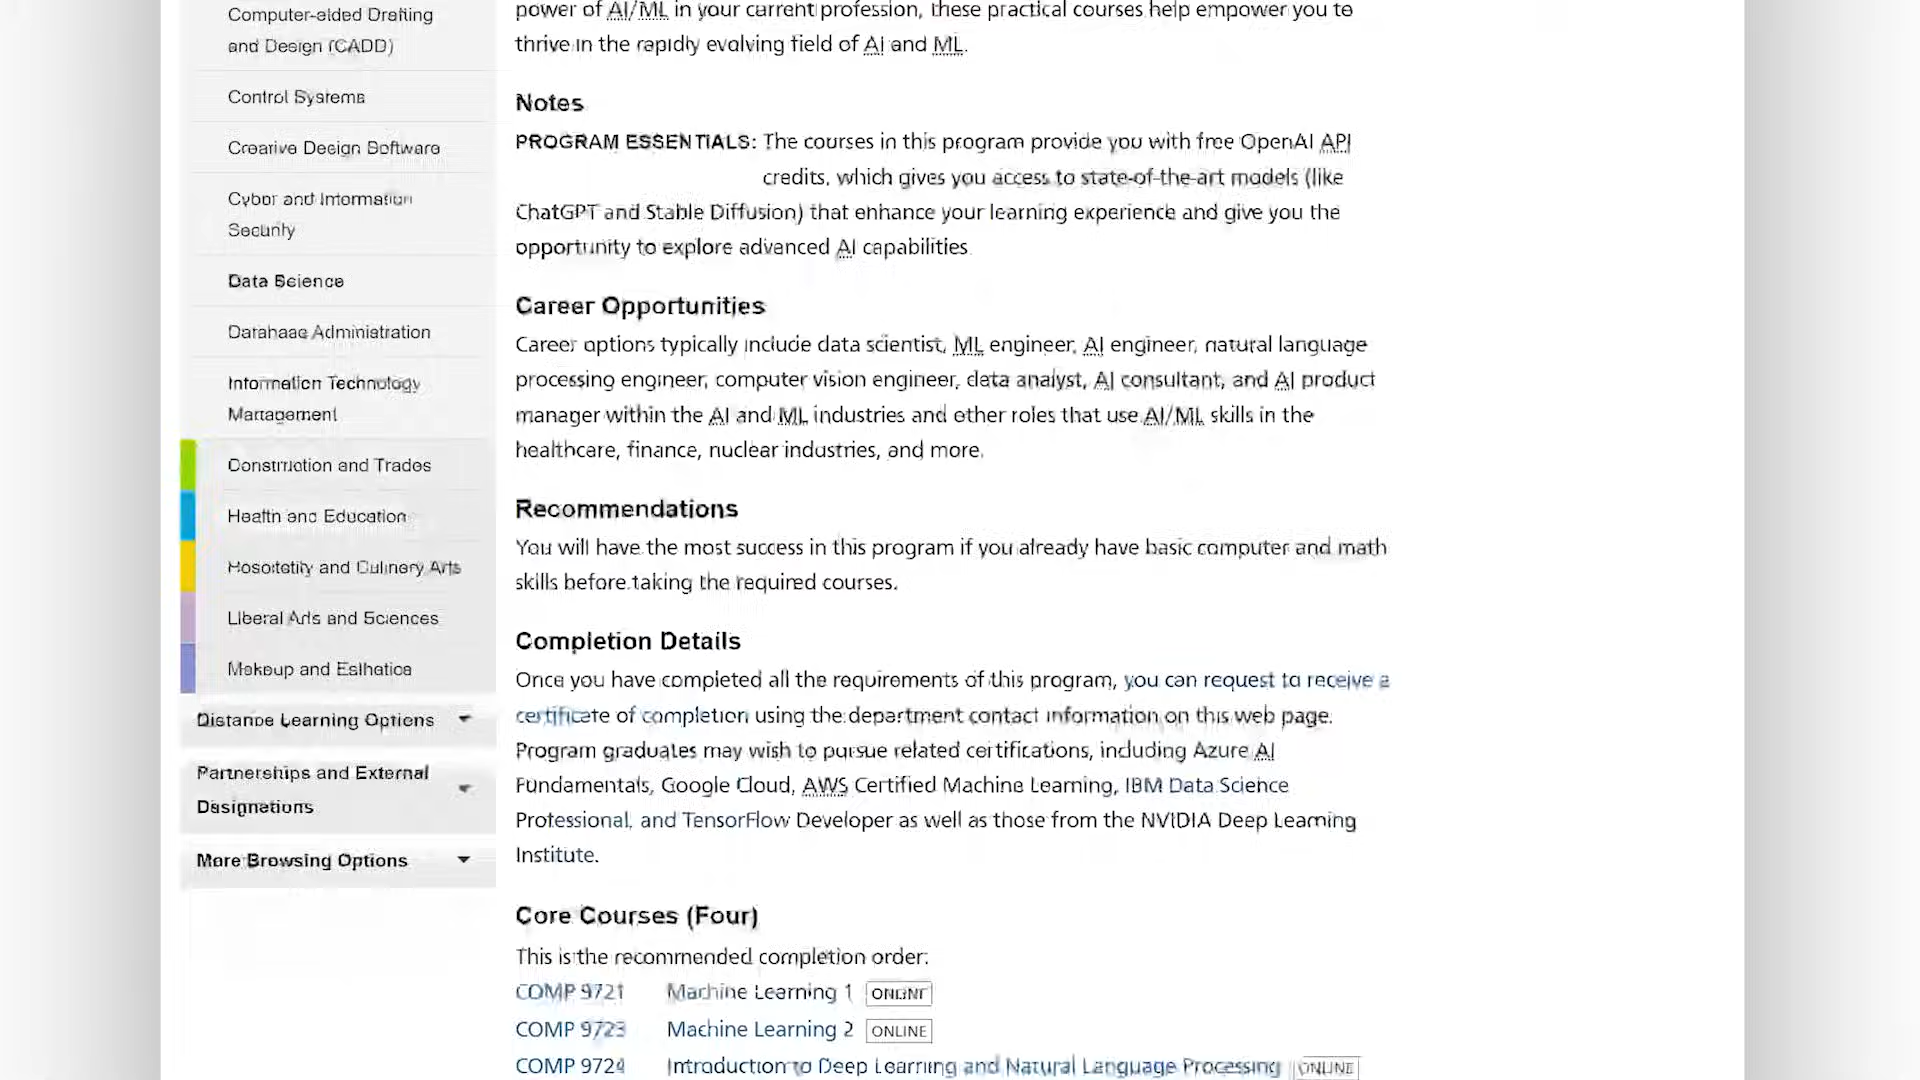 Computer-aided Drafting
and Design (CADD)
Control Systems
Creative Design Software
Cyber and Information
Security
Data Science
Database Administration
Information Technology
Management
Construction and Trades
Health and Education
Hospitality and Culinary Arts
Liberal Arts and Sciences
Makeup and Esthetics
Distance Learning Options
Partnerships and External
Designations
More Browsing Options
power of AI/ML in your current profession, these practical courses help empower you to
thrive in the rapidly evolving field of AI and ML.
Notes
PROGRAM ESSENTIALS: The courses in this program provide you with free OpenAI API
credits, which gives you access to state-of-the-art models (like
ChatGPT and Stable Diffusion) that enhance your learning experience and give you the
opportunity to explore advanced AI capabilities
Career Opportunities
Career options typically include data scientist, ML engineer, AI engineer, natural language
processing engineer, computer vision engineer, data analyst, AI consultant, and AI product
manager within the AI and ML industries and other roles that use AI/ML skills in the
healthcare, finance, nuclear industries, and more.
Recommendations
You will have the most success in this program if you already have basic computer and math
skills before taking the required courses.
Completion Details
Once you have completed all the requirements of this program, you can request to receive a
certificate of completion using the department contact information on this web page.
Program graduates may wish to pursue related certifications, including Azure AI
Fundamentals, Google Cloud, AWS Certified Machine Learning, IBM Data Science
Professional, and TensorFlow Developer as well as those from the NVIDIA Deep Learning
Institute.
Core Courses (Four)
This is the recommended completion order:
COMP 9721 Machine Learning 1 ONLINE
COMP 9723 Machine Learning 2 ONLINE
COMP 9724 Introduction to Deep Learning and Natural Language Processing ONLINE